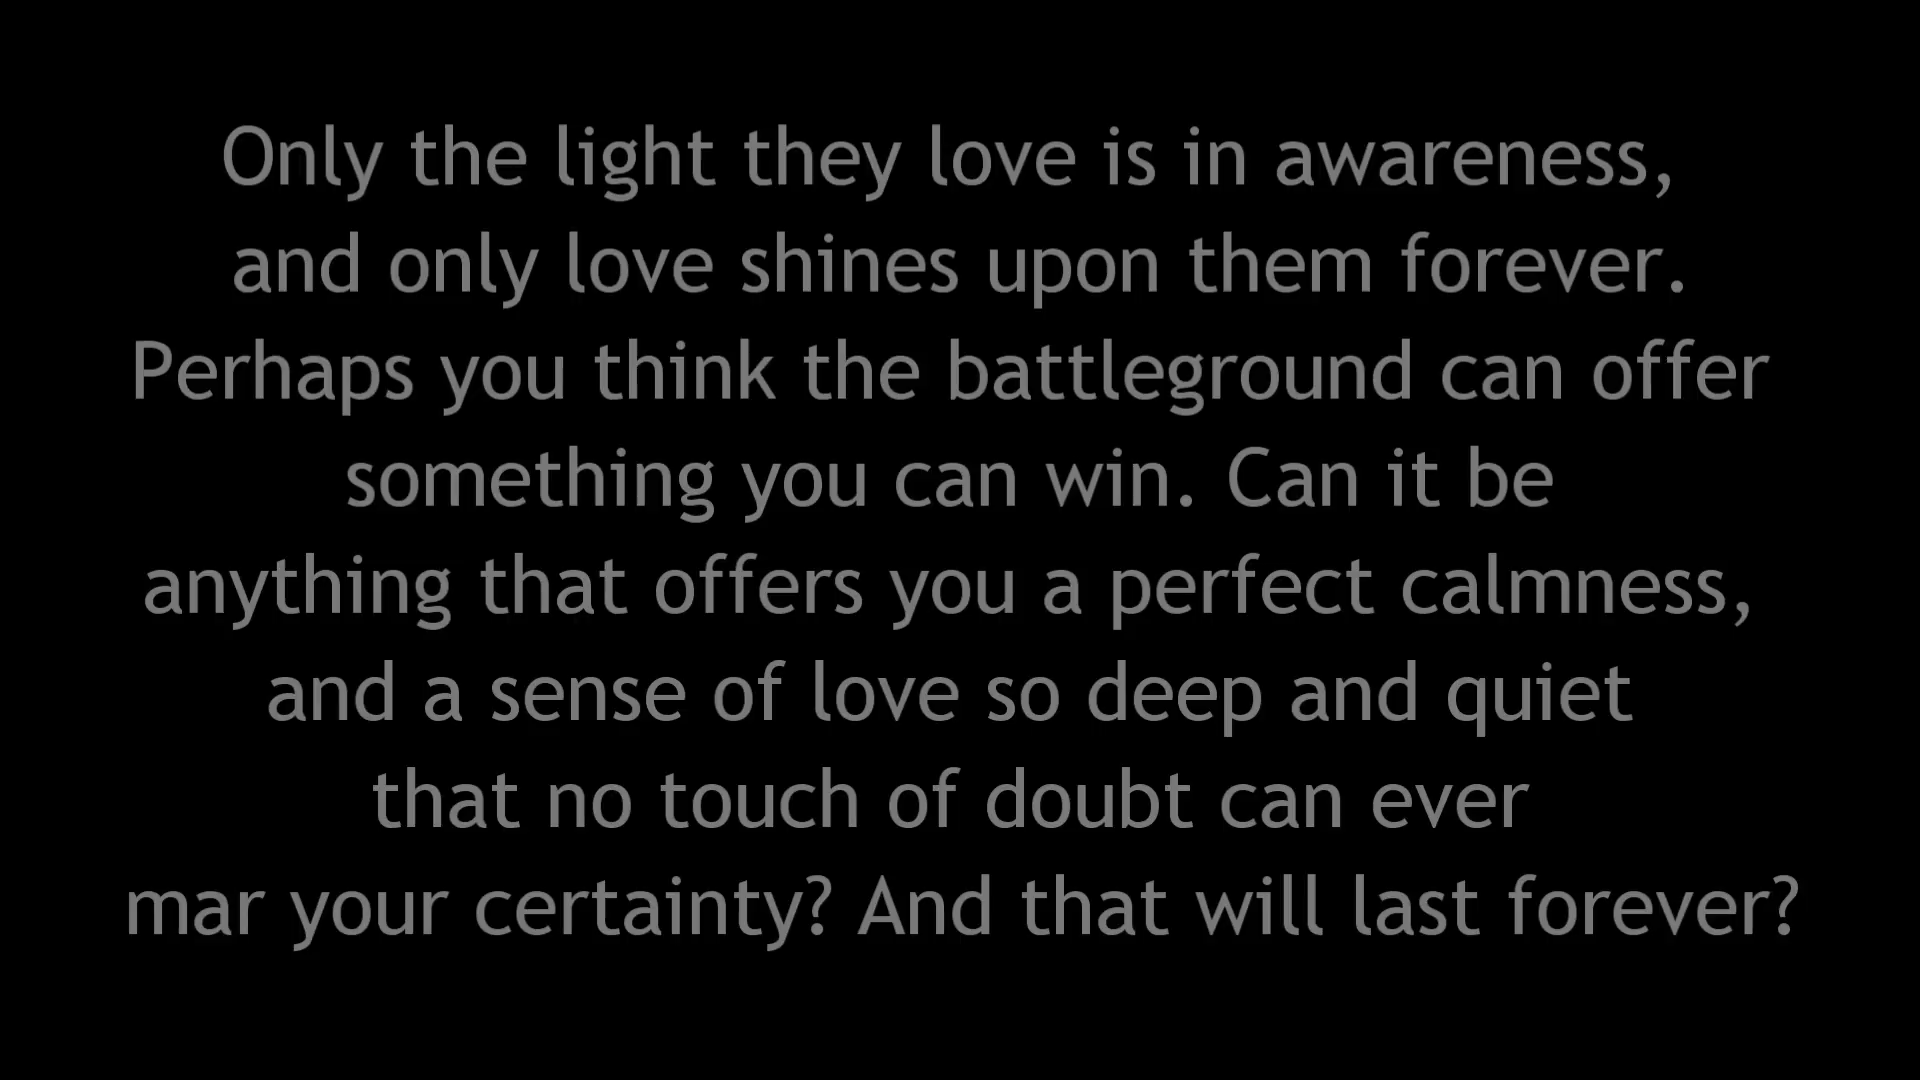 Only the light they love is in awareness,
and only love shines upon them forever.
Perhaps you think the battleground can offer
something you can win. Can it be
anything that offers you a perfect calmness,
and a sense of love so deep and quiet
that no touch of doubt can ever
mar your certainty? And that will last forever?